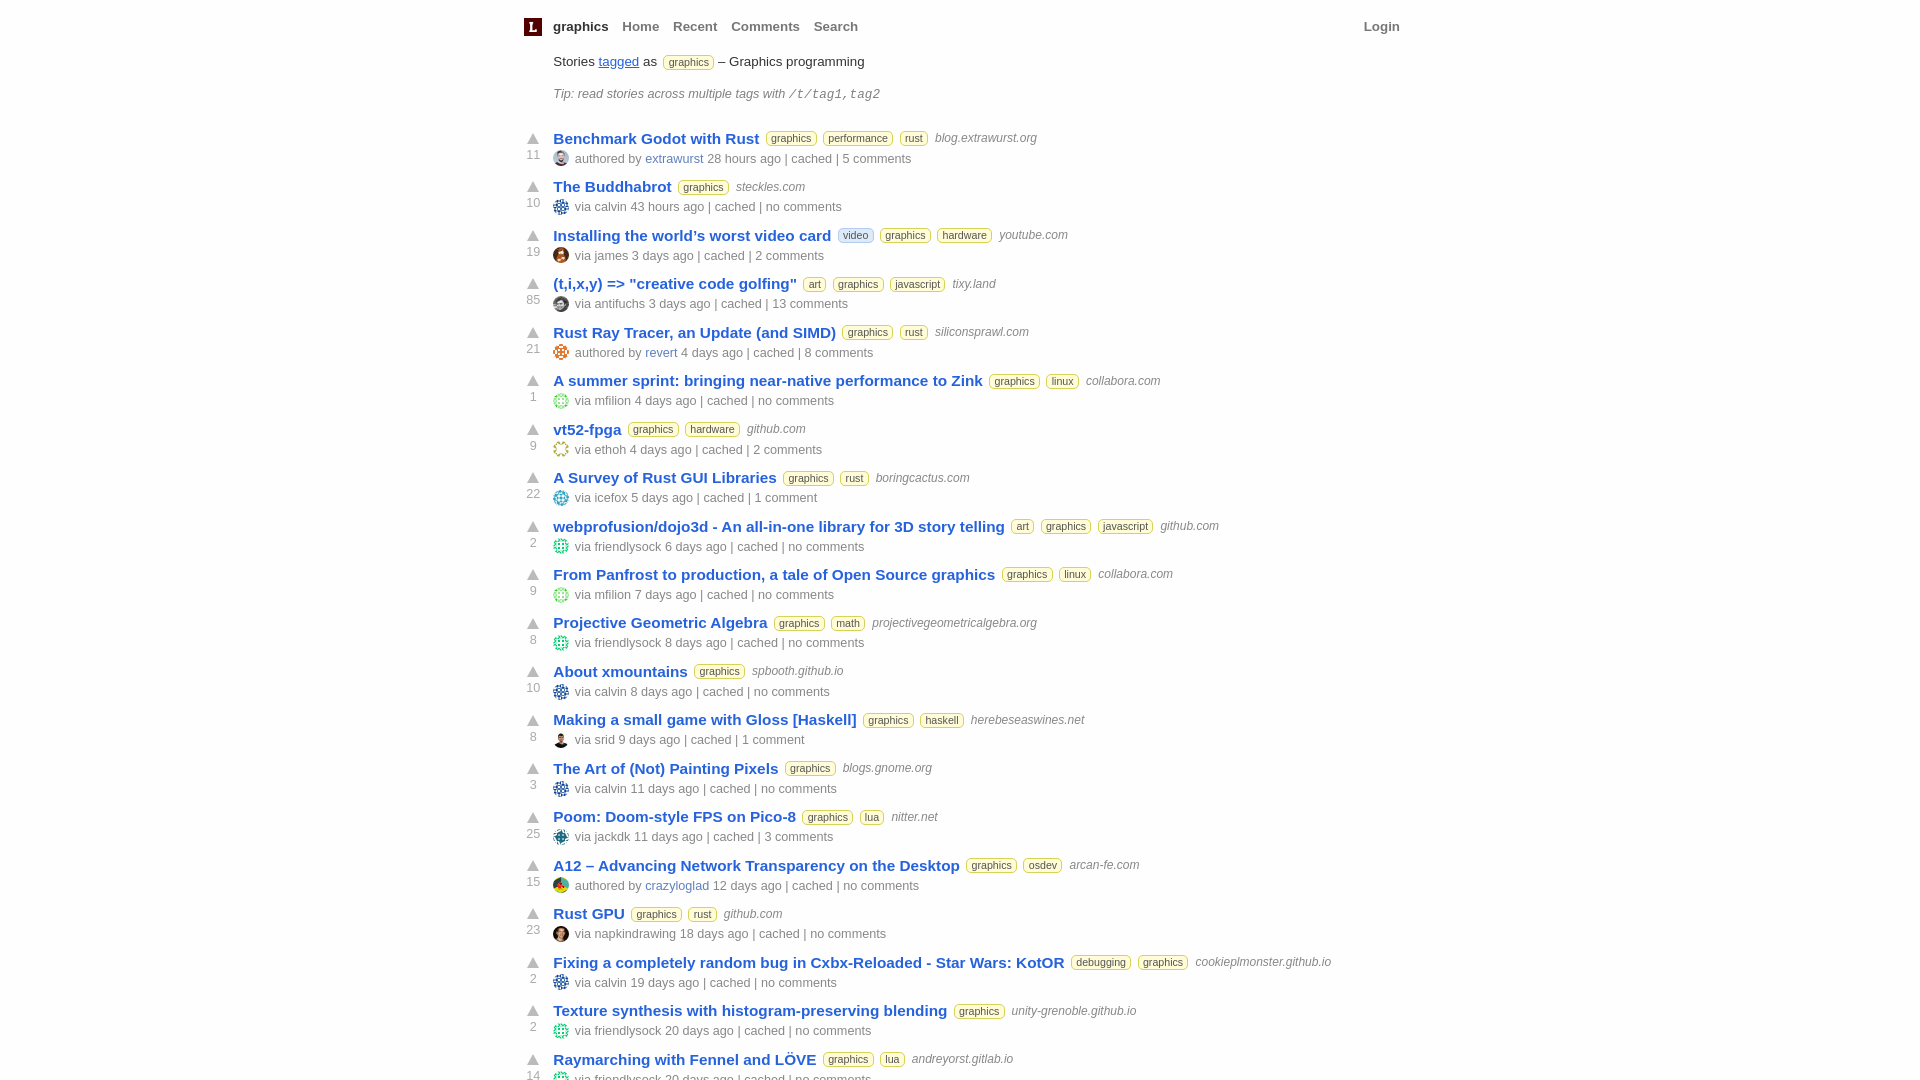 L graphics Home Recent Comments Search Login
Stories tagged as graphics – Graphics programming
Tip: read stories across multiple tags with /t/tag1,tag2
Benchmark Godot with Rust graphics performance rust blog.extrawurst.org
11 authored by extrawurst 28 hours ago | cached | 5 comments
The Buddhabrot graphics steckles.com
10 via calvin 43 hours ago | cached | no comments
Installing the world’s worst video card video graphics hardware youtube.com
19 via james 3 days ago | cached | 2 comments
(t,i,x,y) => "creative code golfing" art graphics javascript tixy.land
85 via antifuchs 3 days ago | cached | 13 comments
Rust Ray Tracer, an Update (and SIMD) graphics rust siliconsprawl.com
21 authored by revert 4 days ago | cached | 8 comments
A summer sprint: bringing near-native performance to Zink graphics linux collabora.com
1 via mfilion 4 days ago | cached | no comments
vt52-fpga graphics hardware github.com
9 via ethoh 4 days ago | cached | 2 comments
A Survey of Rust GUI Libraries graphics rust boringcactus.com
22 via icefox 5 days ago | cached | 1 comment
webprofusion/dojo3d - An all-in-one library for 3D story telling art graphics javascript github.com
2 via friendlysock 6 days ago | cached | no comments
From Panfrost to production, a tale of Open Source graphics graphics linux collabora.com
9 via mfilion 7 days ago | cached | no comments
Projective Geometric Algebra graphics math projectivegeometricalgebra.org
8 via friendlysock 8 days ago | cached | no comments
About xmountains graphics spbooth.github.io
10 via calvin 8 days ago | cached | no comments
Making a small game with Gloss [Haskell] graphics haskell herebeseaswines.net
8 via srid 9 days ago | cached | 1 comment
The Art of (Not) Painting Pixels graphics blogs.gnome.org
3 via calvin 11 days ago | cached | no comments
Poom: Doom-style FPS on Pico-8 graphics lua nitter.net
25 via jackdk 11 days ago | cached | 3 comments
A12 – Advancing Network Transparency on the Desktop graphics osdev arcan-fe.com
15 authored by crazyloglad 12 days ago | cached | no comments
Rust GPU graphics rust github.com
23 via napkindrawing 18 days ago | cached | no comments
Fixing a completely random bug in Cxbx-Reloaded - Star Wars: KotOR debugging graphics cookieplmonster.github.io
2 via calvin 19 days ago | cached | no comments
Texture synthesis with histogram-preserving blending graphics unity-grenoble.github.io
2 via friendlysock 20 days ago | cached | no comments
Raymarching with Fennel and LÖVE graphics lua andreyorst.gitlab.io
14 via friendlysock 20 days ago | cached | no comments